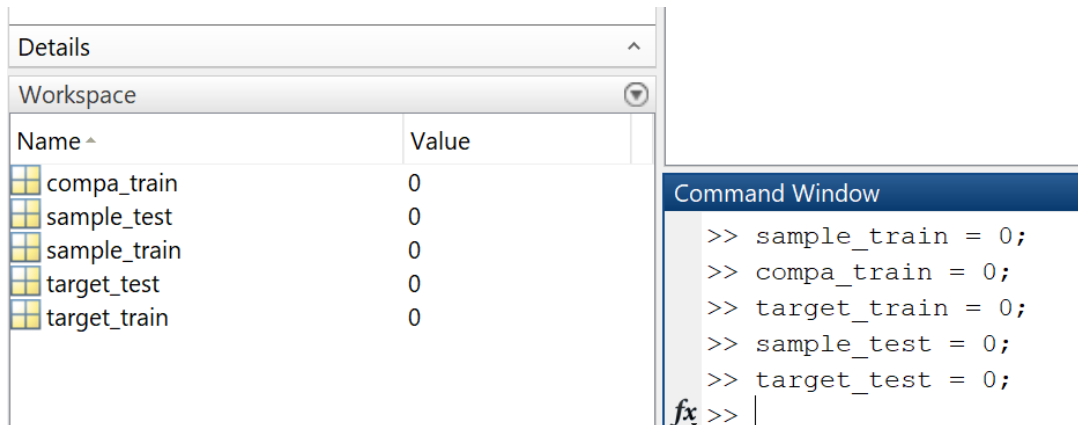 Details
Workspace
Name Value
compa_train 0
sample_test 0
sample_train 0
target_test 0
target_train 0
Command Window
>> sample_train = 0;
>> compa_train = 0;
>> target_train = 0;
>> sample_test = 0;
>> target_test = 0;
fx >>